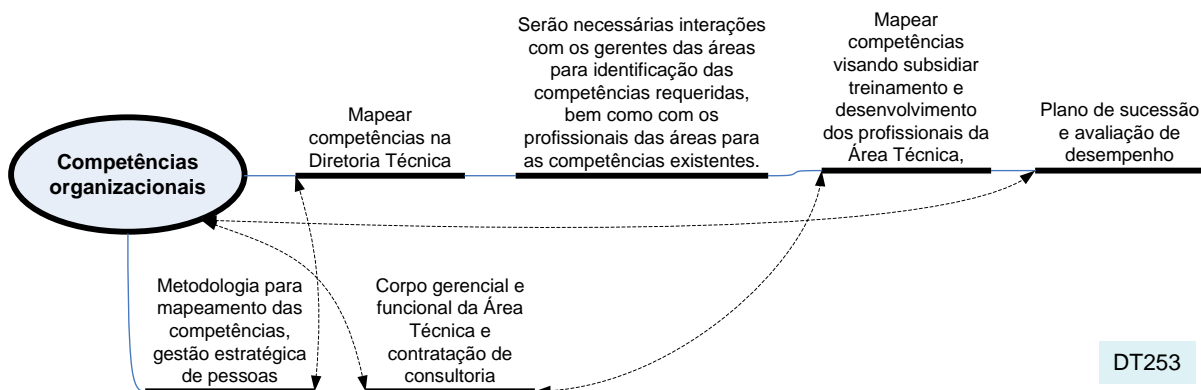 Competências
organizacionais
Mapear
competências na
Diretoria Técnica
Serão necessárias interações
com os gerentes das áreas
para identificação das
competências requeridas,
bem como com os
profissionais das áreas para
as competências existentes.
Mapear
competências
visando subsidiar
treinamento e
desenvolvimento
dos profissionais da
Área Técnica,
Plano de sucessão
e avaliação de
desempenho
Metodologia para
mapeamento das
competências,
gestão estratégica
de pessoas
Corpo gerencial e
funcional da Área
Técnica e
contratação de
consultoria
DT253